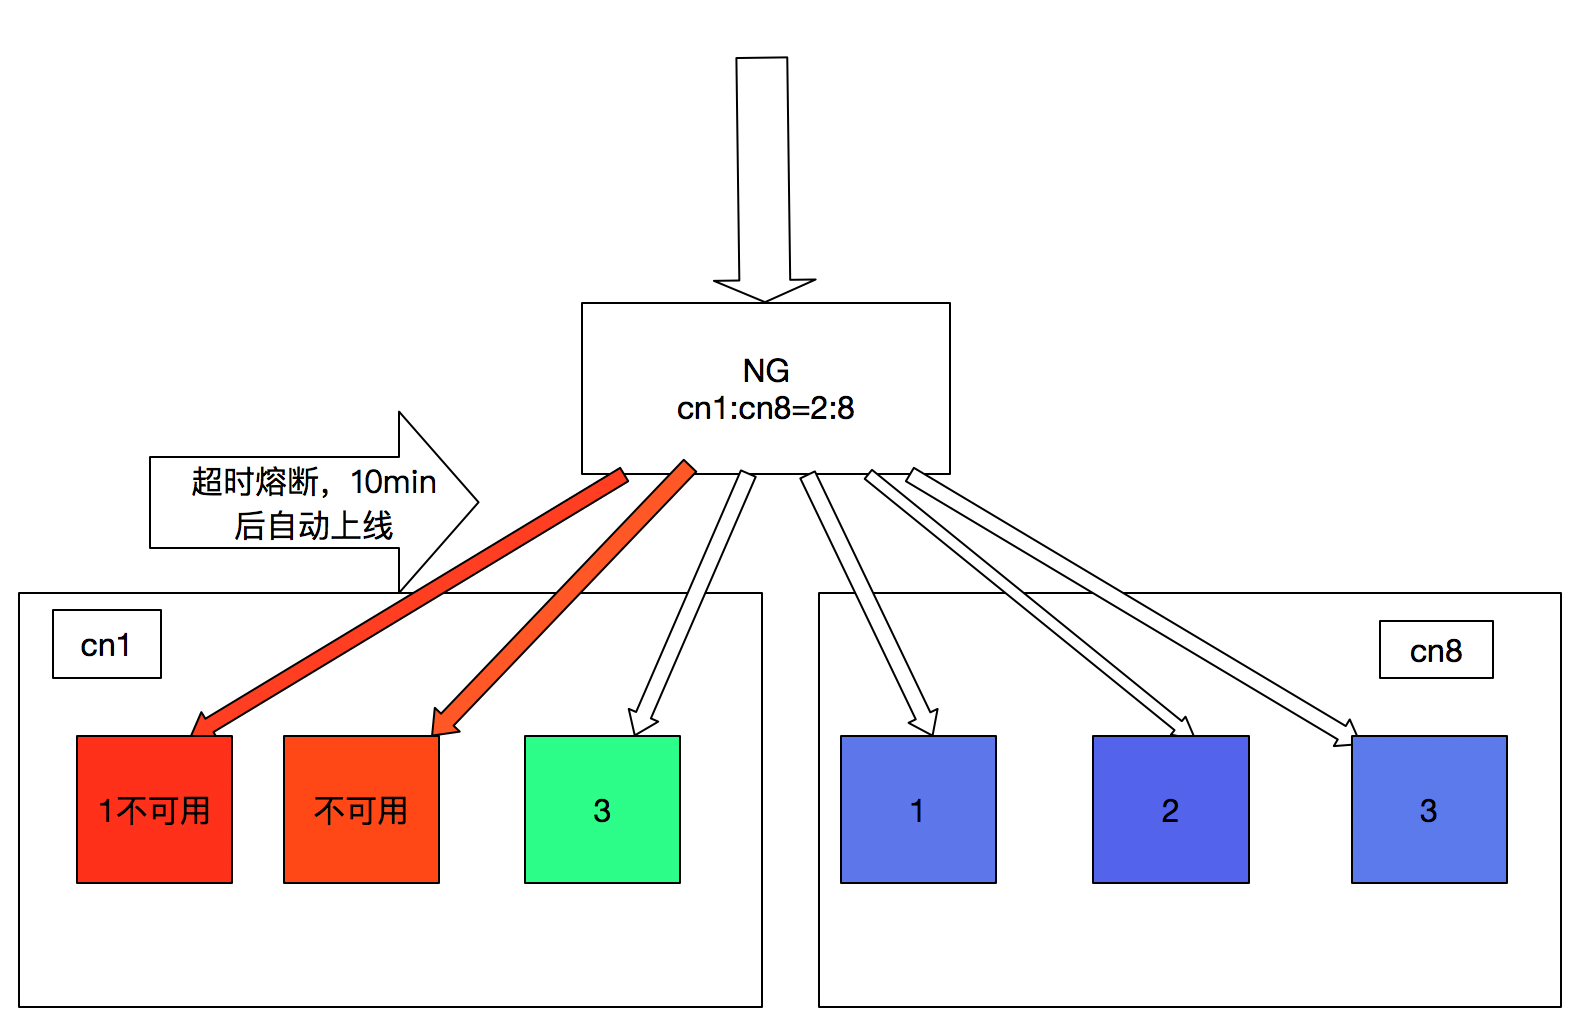 NG
cn1:cn8=2:8
超时熔断，10min
后自动上线
cn1
cn8
1不可用
不可用
3
1
2
3